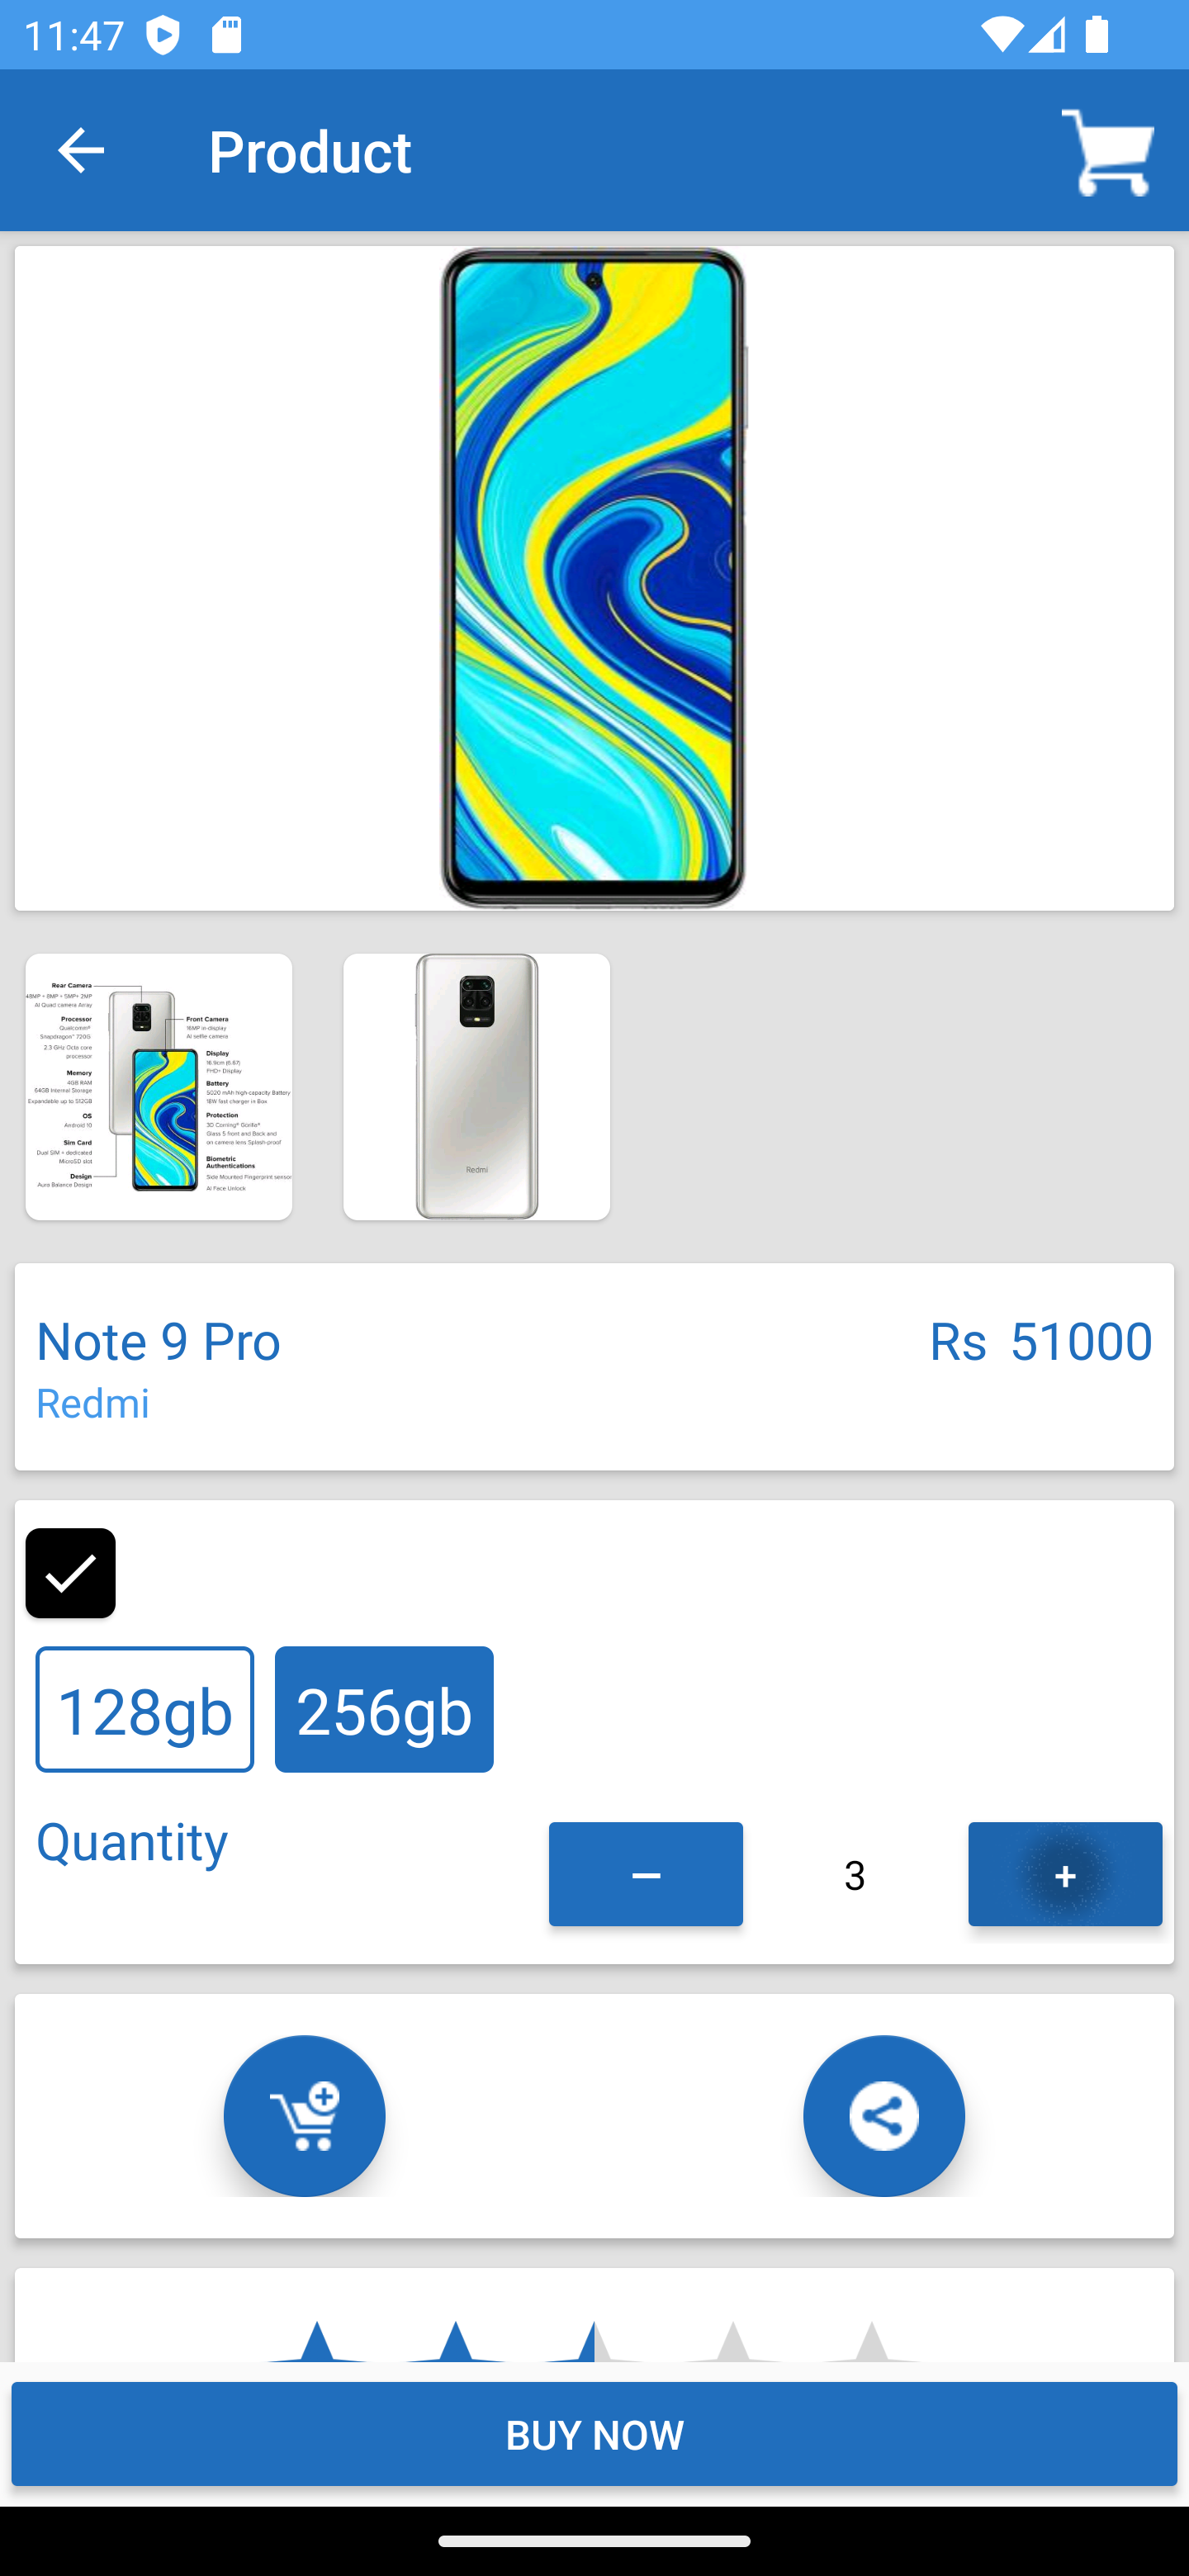 11:47
Product
Rear Camera
48MP + 8MP + 5MP+ 2MP
AI Quad camera Array
Processor
Qualcomm®
Snapdragon™ 720G
2.3 GHz Octa core
processor
Memory
4GB RAM
64GB Internal Storage
Expandable up to 512GB
OS
Android 10
Sim Card
Dual SIM + dedicated
MicroSD slot
Design
Aura Balance Design
Front Camera
16MP in-display
AI selfie camera
Display
16.9cm (6.67)
FHD+ Display
Battery
5020 mAh high-capacity Battery
18W fast charger in Box
Protection
3D Corning® Gorilla®
Glass 5 front and Back and
on camera lens Splash-proof
Biometric
Authentications
Side Mounted Fingerprint sensor
AI Face Unlock
Redmi
Note 9 Pro
Rs 51000
Redmi
128gb
256gb
Quantity
−
3
+
BUY NOW